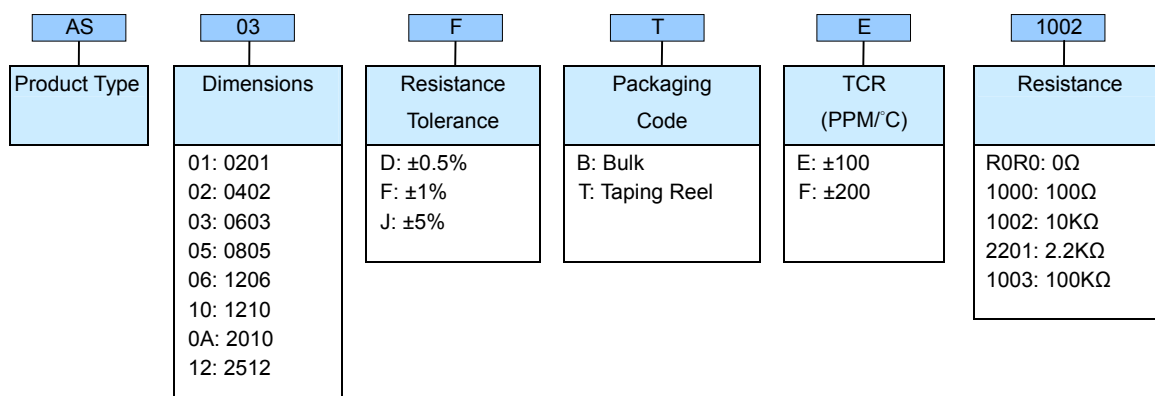 AS
03
F
T
E
1002
Product Type
Dimensions
Resistance
Tolerance
Packaging
Code
TCR
(PPM/°C)
Resistance
01: 0201
02: 0402
03: 0603
05: 0805
06: 1206
10: 1210
0A: 2010
12: 2512
D: ±0.5%
F: ±1%
J: ±5%
B: Bulk
T: Taping Reel
E: ±100
F: ±200
R0R0: 0Ω
1000: 100Ω
1002: 10KΩ
2201: 2.2KΩ
1003: 100KΩ